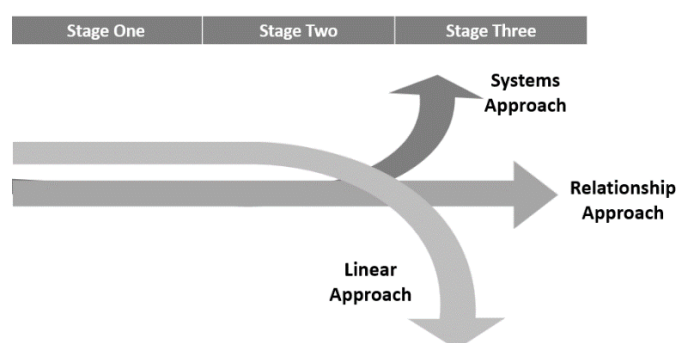 Stage One
Stage Two
Stage Three
Systems
Approach
Relationship
Approach
Linear
Approach